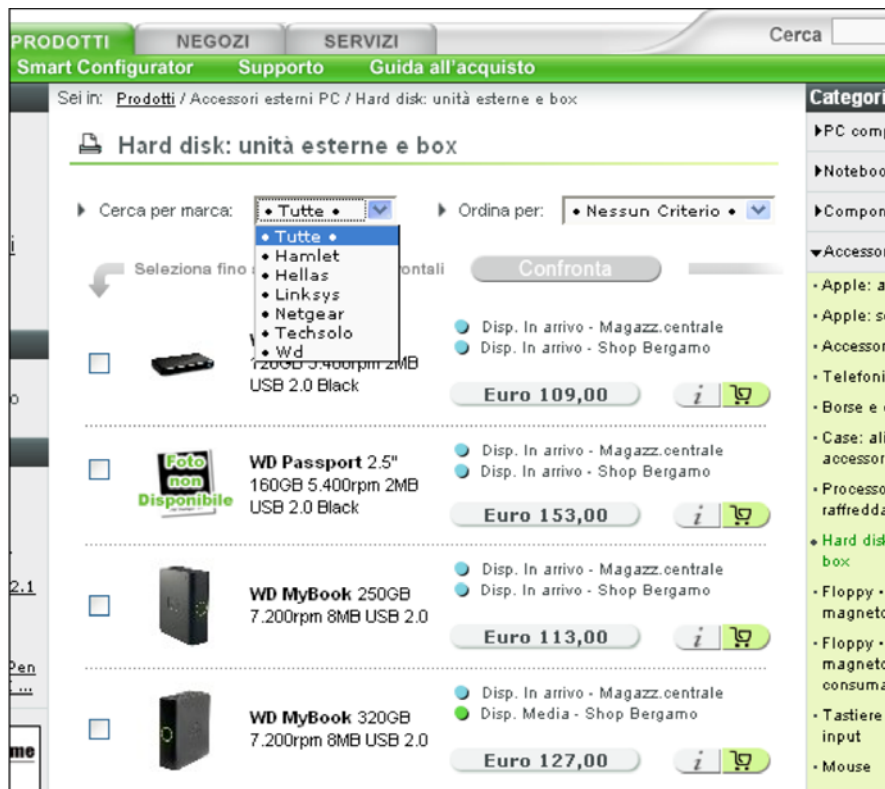 PRODOTTI NEGOZI SERVIZI Cerca
Smart Configurator Supporto Guida all'acquisto
Sei in: Prodotti / Accessori esterni PC / Hard disk: unità esterne e box
Hard disk: unità esterne e box
Cerca per marca: • Tutte • Ordina per: • Nessun Criterio •
• Tutte •
• Hamlet
• Hellas
• Linksys
• Netgear
• Techsolo
• Wd
Seleziona fino
Confronta
120GB 5.400rpm 2MB
USB 2.0 Black
Disp. In arrivo - Magazz.centrale
Disp. In arrivo - Shop Bergamo
Euro 109,00
i
Foto
non
Disponibile
WD Passport 2.5"
160GB 5.400rpm 2MB
USB 2.0 Black
Disp. In arrivo - Magazz.centrale
Disp. In arrivo - Shop Bergamo
Euro 153,00
i
WD MyBook 250GB
7.200rpm 8MB USB 2.0
Disp. In arrivo - Magazz.centrale
Disp. In arrivo - Shop Bergamo
Euro 113,00
i
WD MyBook 320GB
7.200rpm 8MB USB 2.0
Disp. In arrivo - Magazz.centrale
Disp. Media - Shop Bergamo
Euro 127,00
i
2.1
Pen
...
me
Categori
PC comp
Noteboo
Compon
Accessor
• Apple: a
• Apple: s
• Accessor
• Telefoni
• Borse e
• Case: ali
accessor
• Processo
raffredda
• Hard disk
box
• Floppy -
magneto
• Floppy -
magneto
consuma
• Tastiere
input
• Mouse